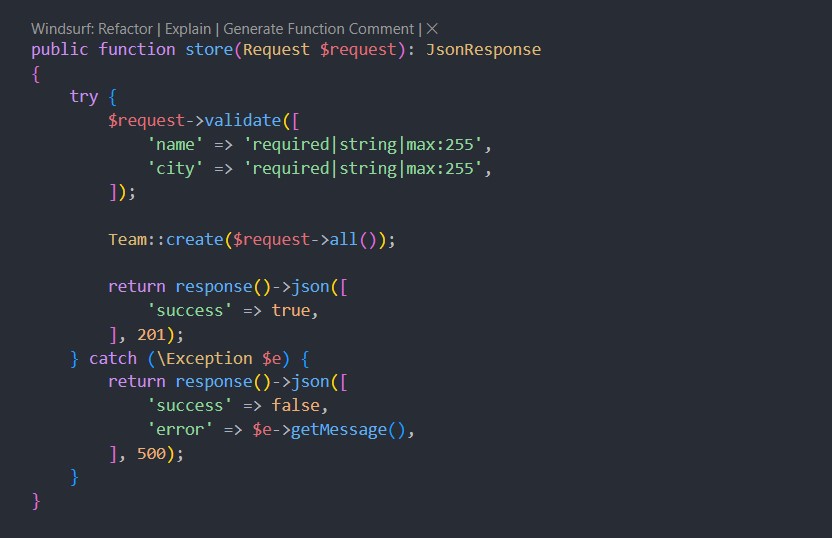 Windsurf: Refactor | Explain | Generate Function Comment | ✕
public function store(Request $request): JsonResponse
{
    try {
        $request->validate([
            'name' => 'required|string|max:255',
            'city' => 'required|string|max:255',
        ]);

        Team::create($request->all());

        return response()->json([
            'success' => true,
        ], 201);
    } catch (\Exception $e) {
        return response()->json([
            'success' => false,
            'error' => $e->getMessage(),
        ], 500);
    }
}